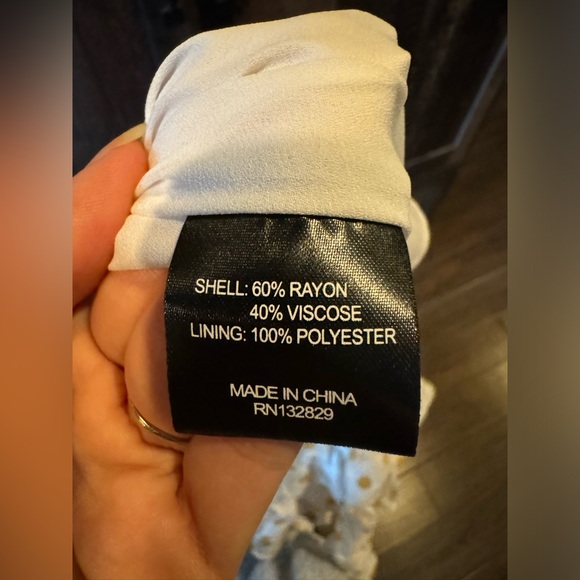 SHELL: 60% RAYON
40% VISCOSE
LINING: 100% POLYESTER
MADE IN CHINA
RN132829